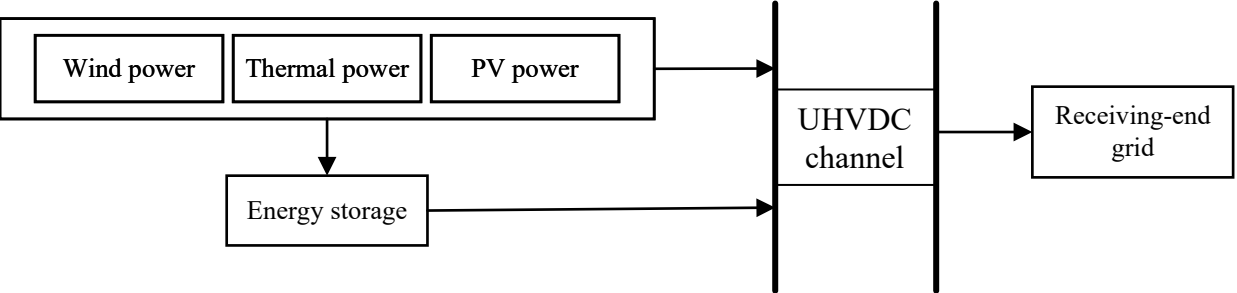 Wind power
Thermal power
PV power
UHVDC
channel
Receiving-end
grid
Energy storage